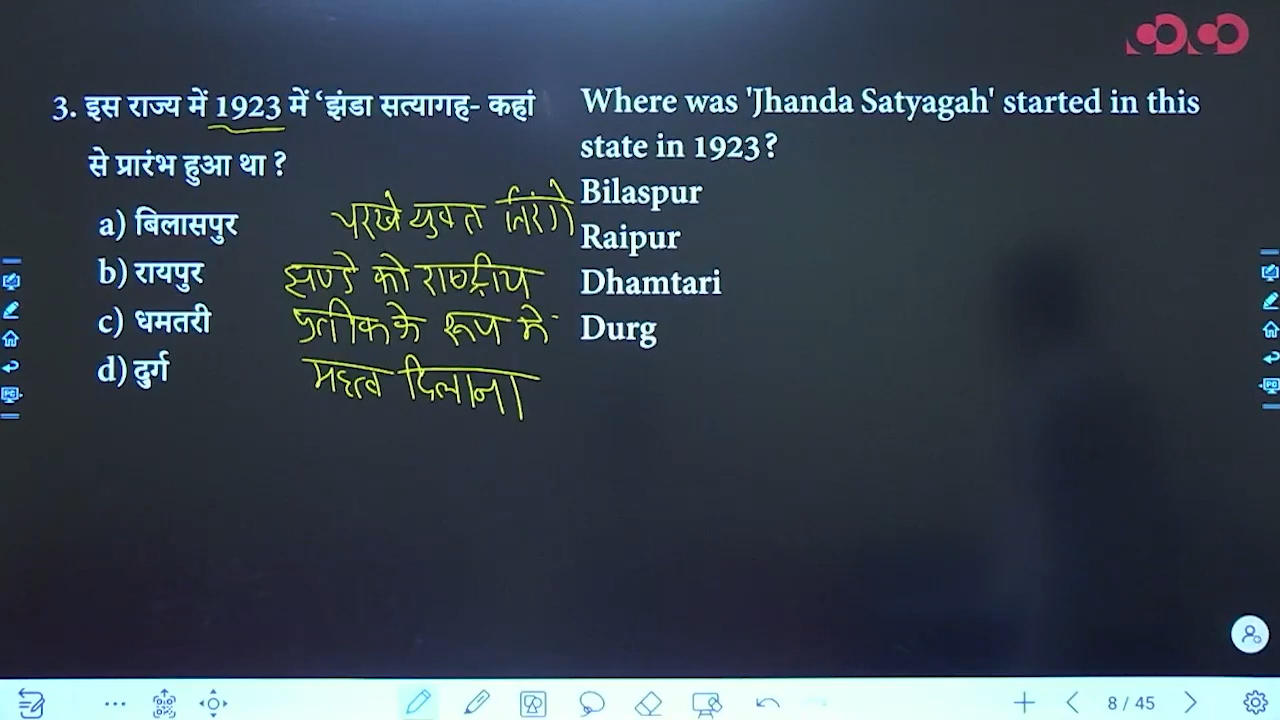 3. इस राज्य में 1923 में ‘झंडा सत्यागह- कहां
से प्रारंभ हुआ था ?
a) बिलासपुर
b) रायपुर
c) धमतरी
d) दुर्ग
चरखे युक्त तिरंगे
झण्डे को राष्ट्रीय
प्रतीक के रूप में
महत्व दिलाना
Where was 'Jhanda Satyagah' started in this
state in 1923?
Bilaspur
Raipur
Dhamtari
Durg
8 / 45